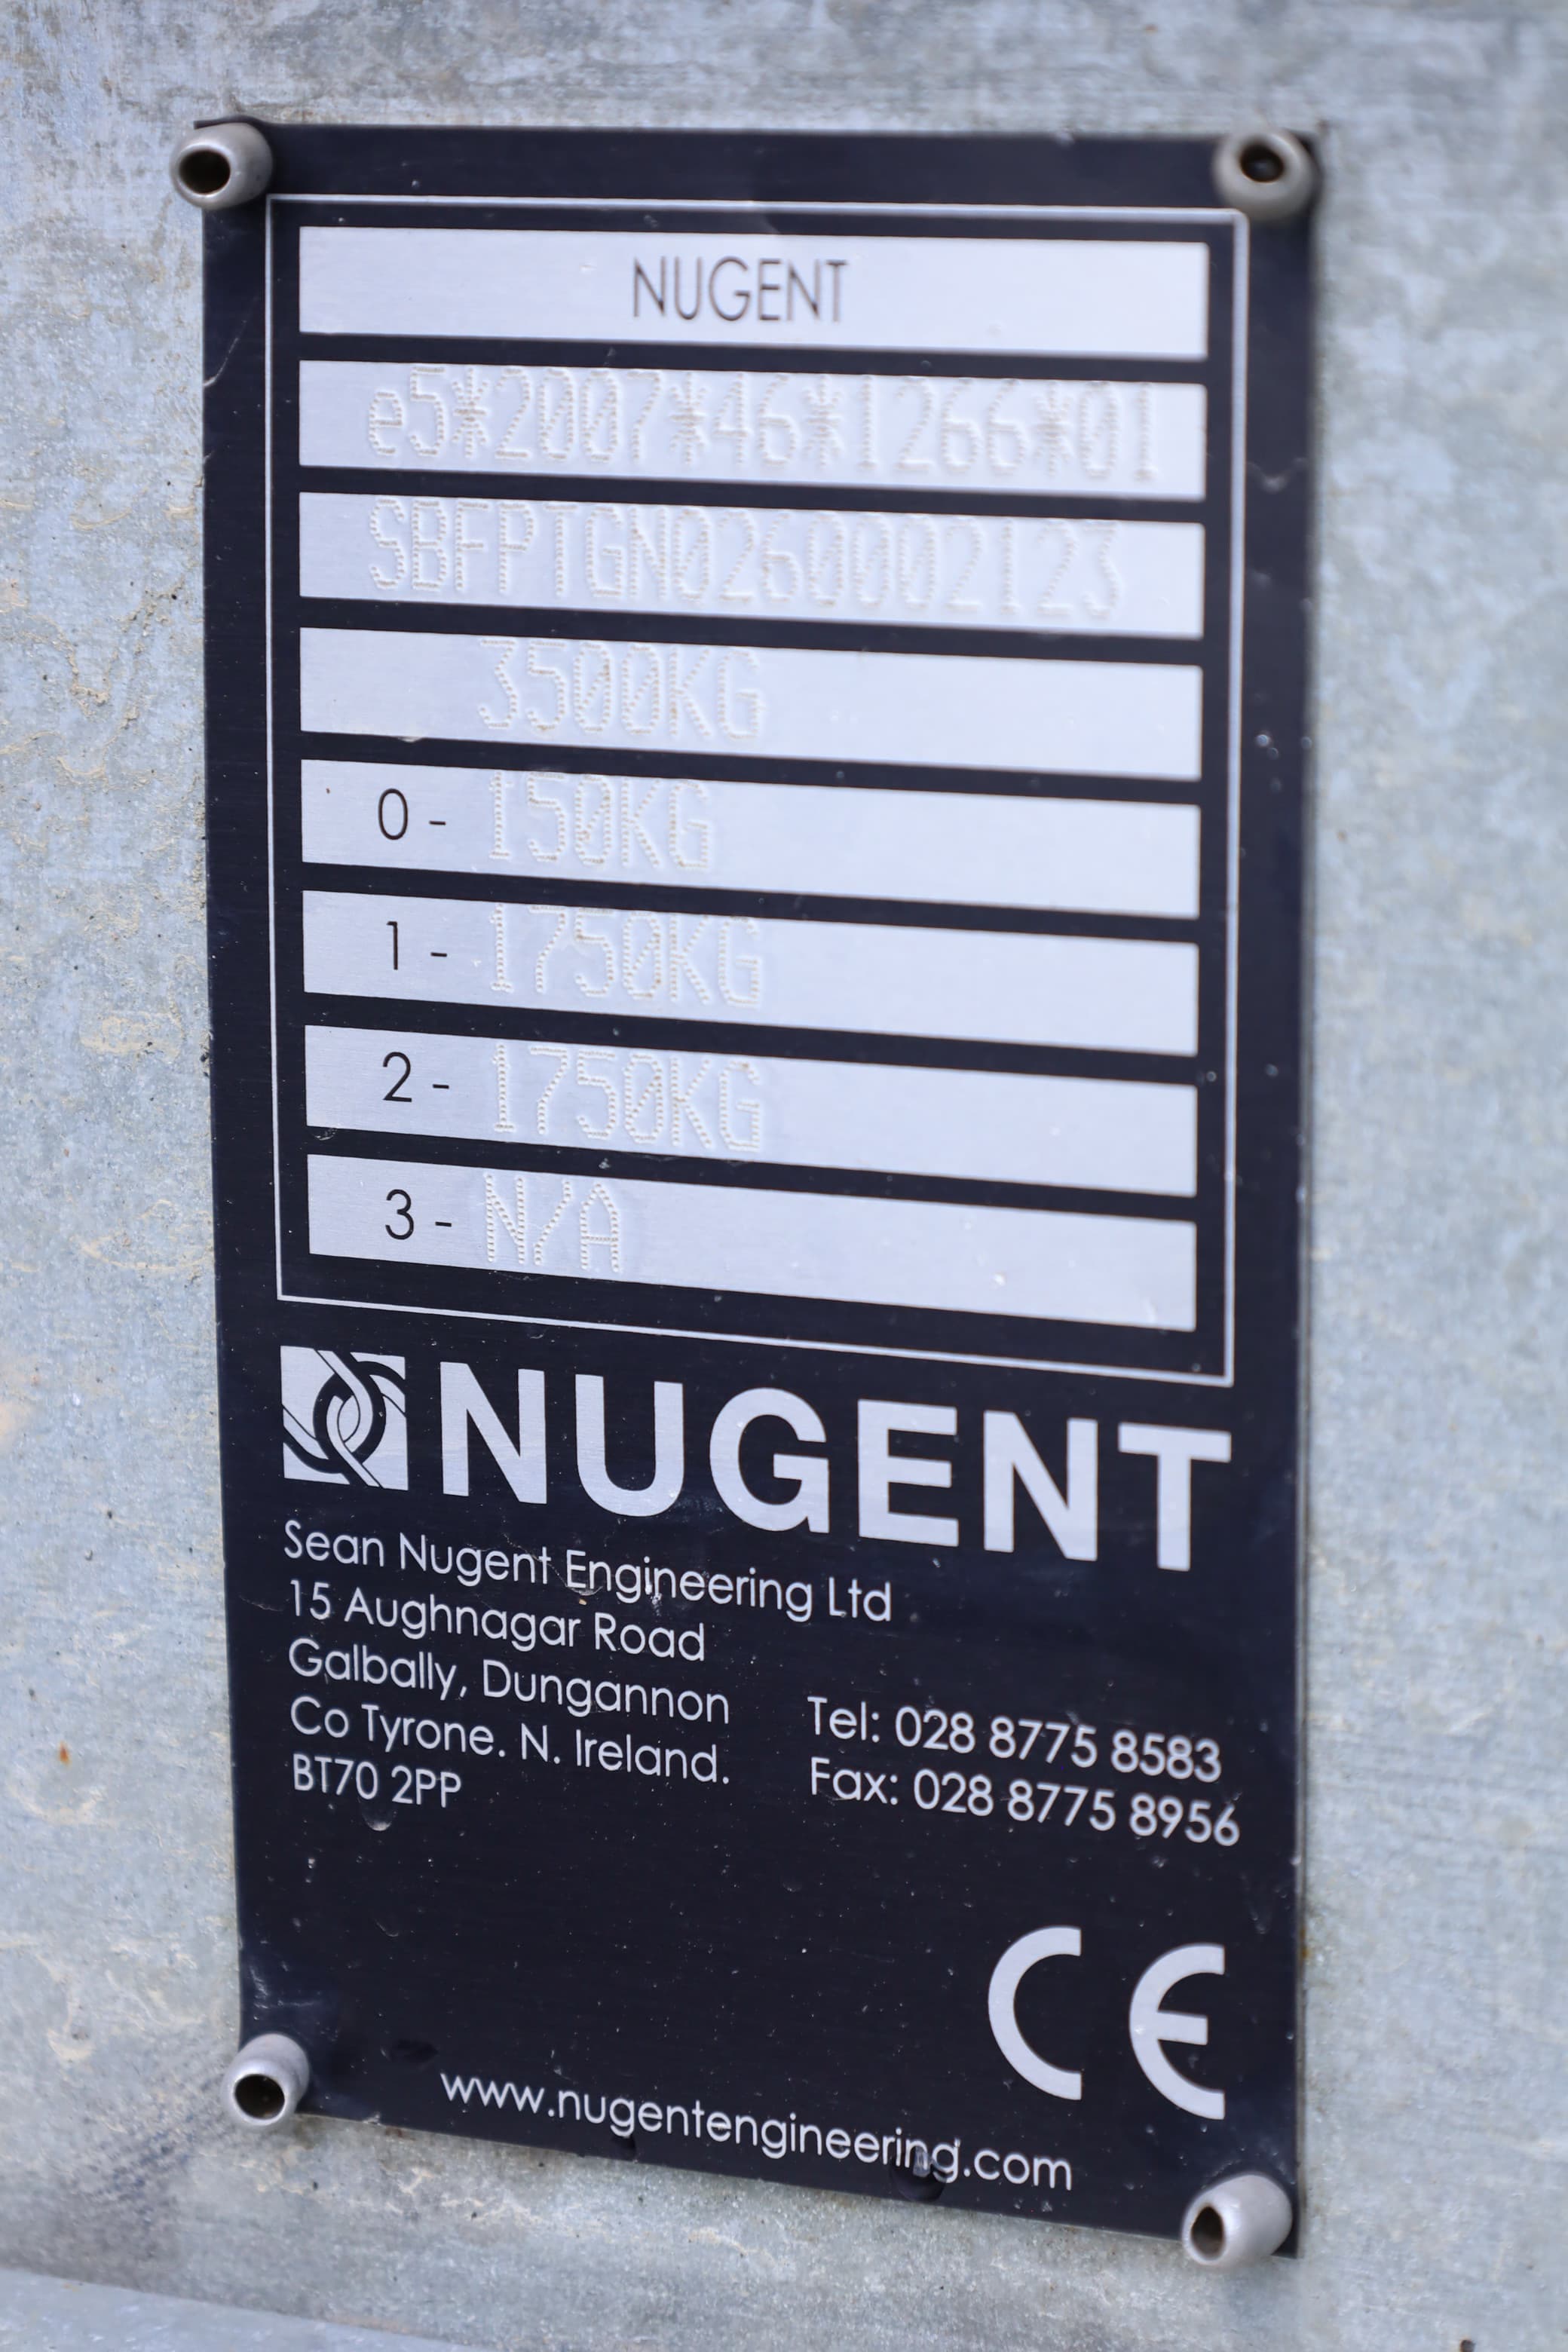 NUGENT
e5*2007*46*1266*01
SBFPTGN0260002123
3500KG
0 - 150KG
1 - 1750KG
2 - 1750KG
3 - N/A
NUGENT
Sean Nugent Engineering Ltd
15 Aughnagar Road
Galbally, Dungannon
Co Tyrone. N. Ireland.
BT70 2PP
Tel: 028 8775 8583
Fax: 028 8775 8956
CE
www.nugentengineering.com